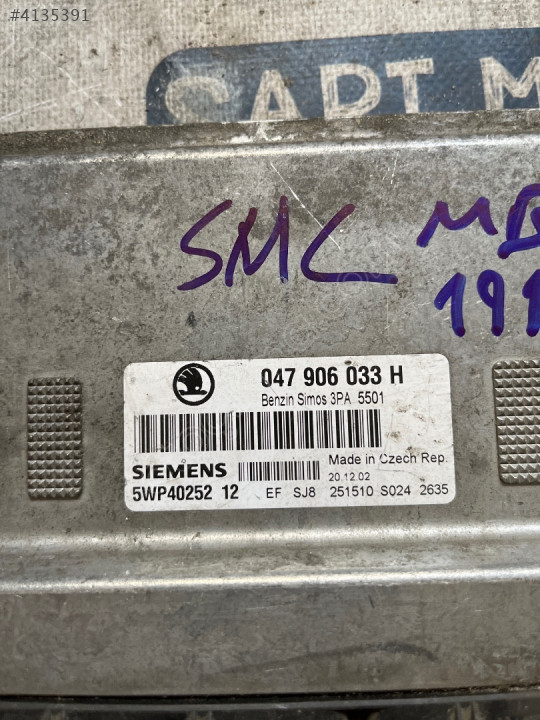 #4135391
SMC
047 906 033 H
Benzin Simos 3PA 5501
SIEMENS
Made in Czech Rep.
20.12.02
5WP40252 12 EF SJ8 251510 S024 2635